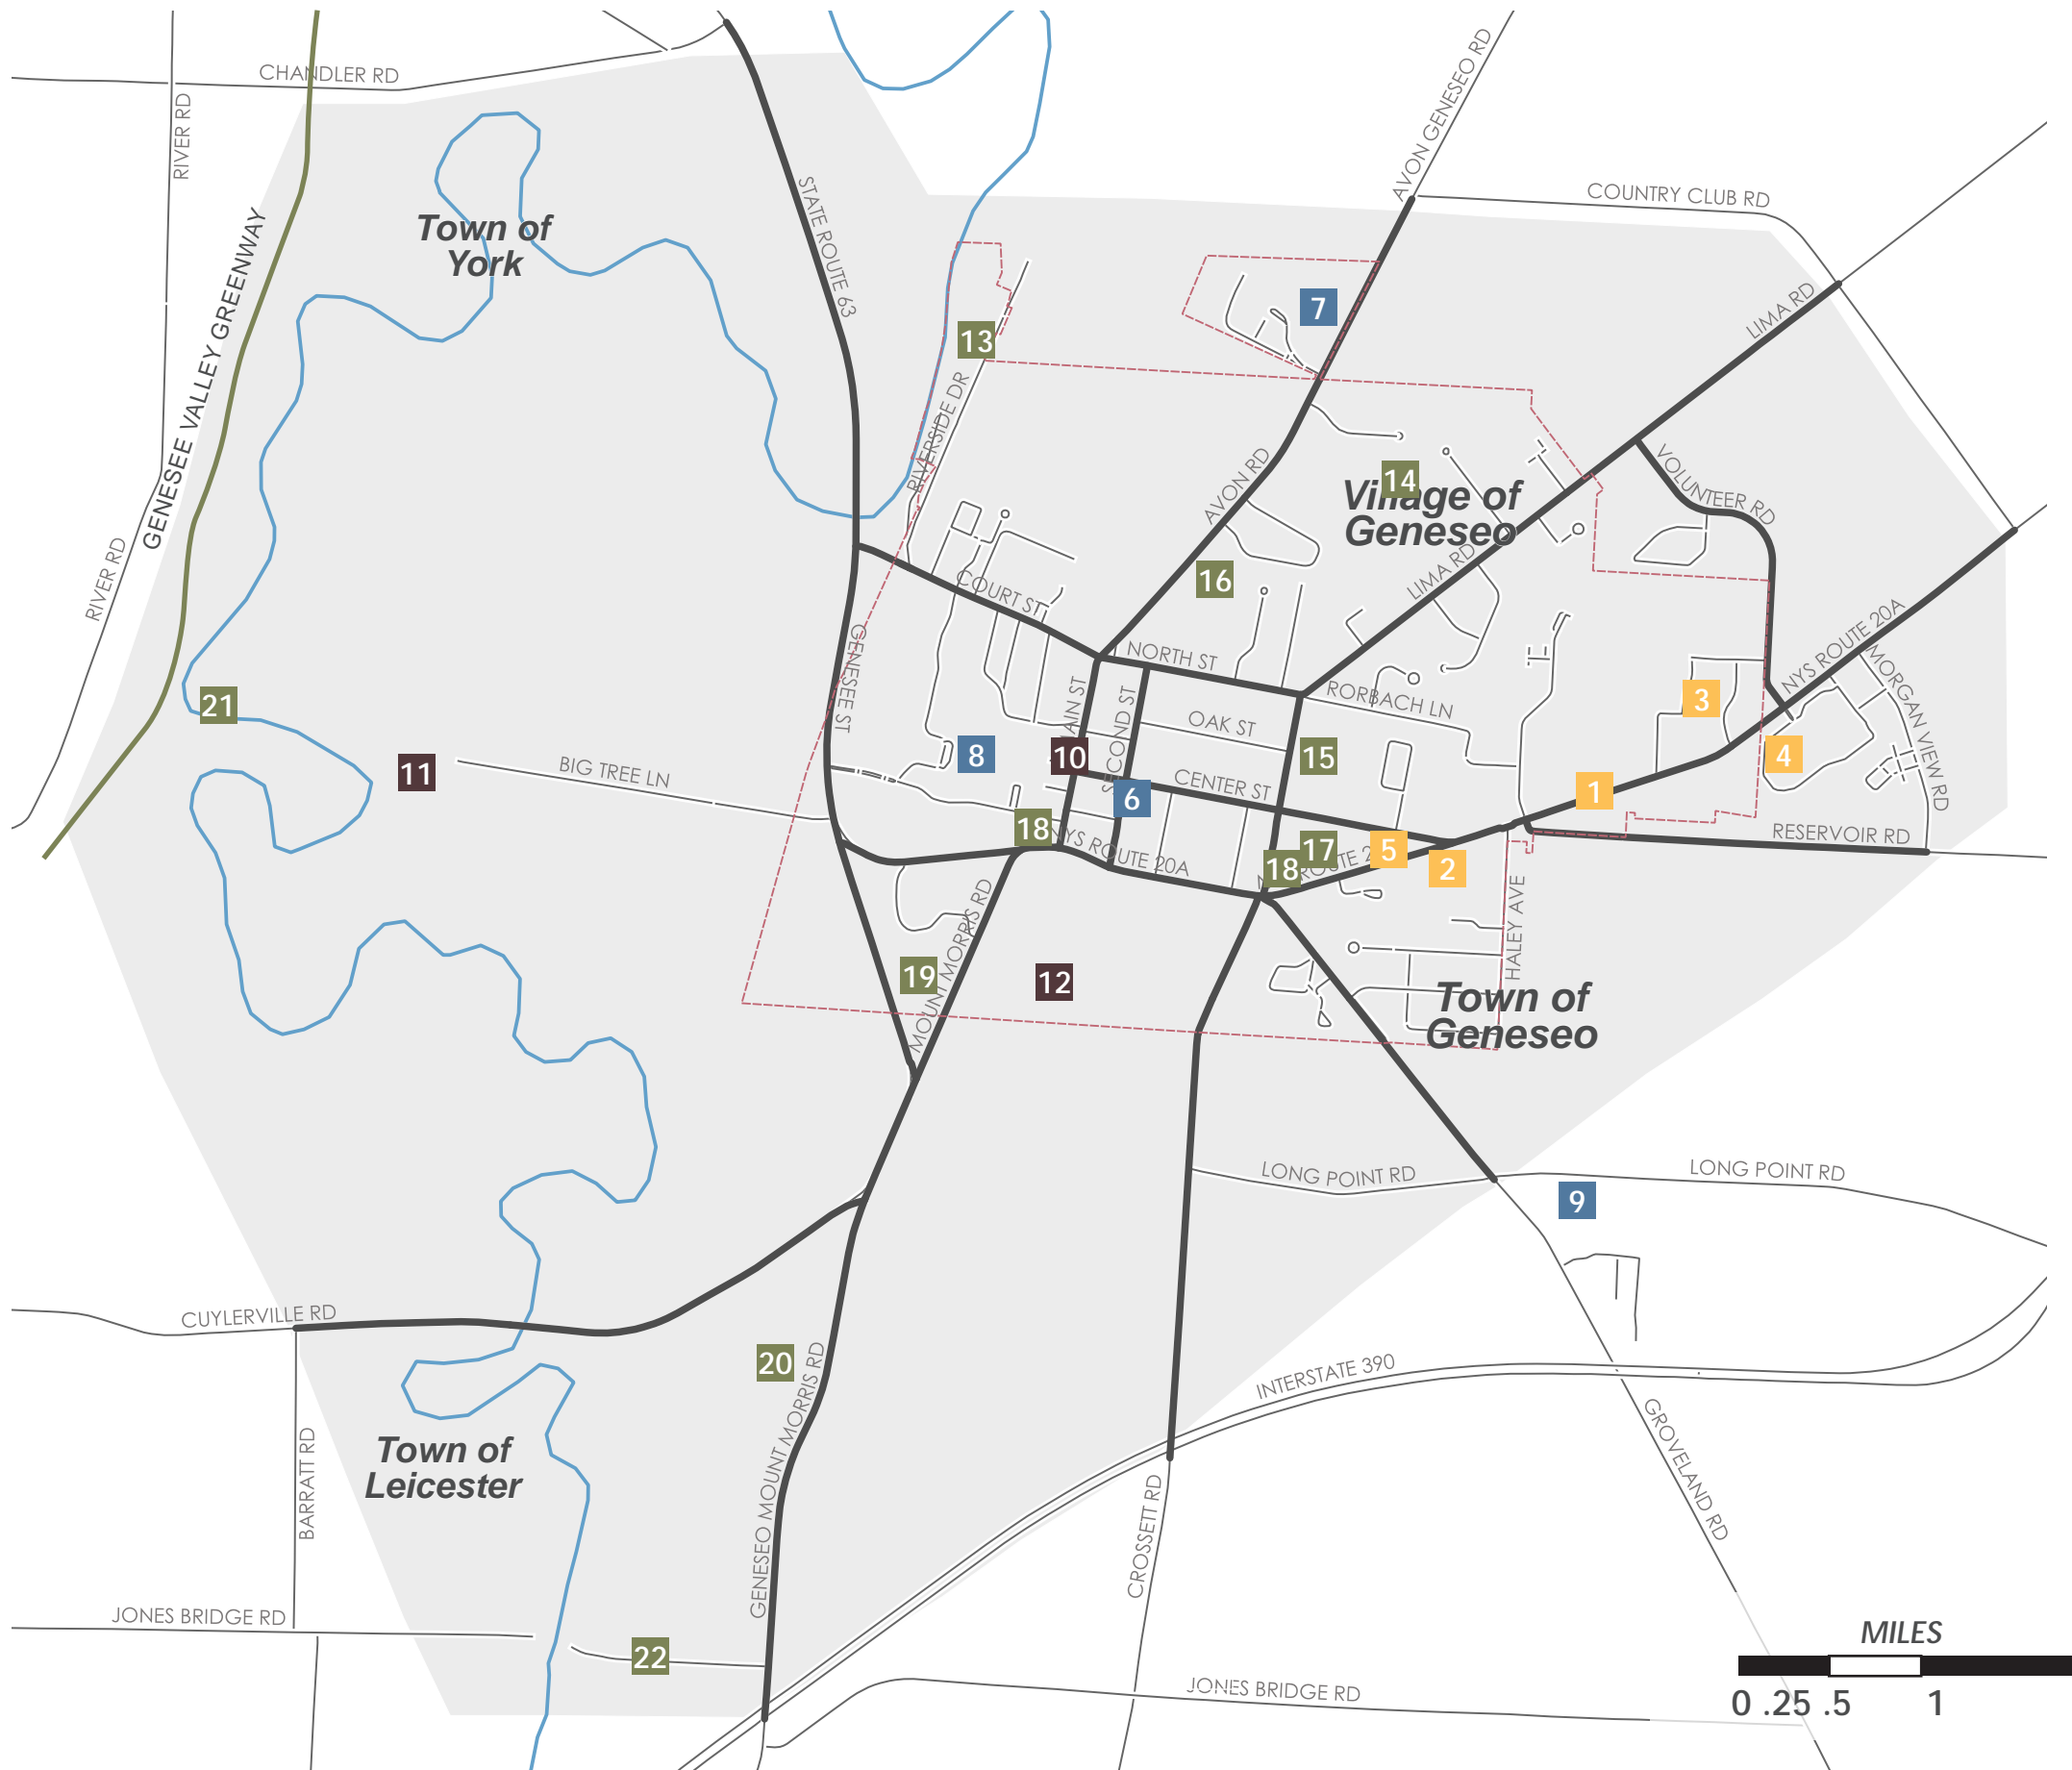 CHANDLER RD
RIVER RD
AVON GENESEO RD
COUNTRY CLUB RD
STATE ROUTE 63
Town of
York
GENESEE VALLEY GREENWAY
7
LIMA RD
13
RIVERSIDE DR
AVON RD
14
Village of
Geneseo
VOLUNTEER RD
RIVER RD
16
LIMA RD
COURT ST
GENESEE ST
NORTH ST
NYS ROUTE 20A
MORGAN VIEW RD
RORBACH LN
3
21
MAIN ST
SECOND ST
OAK ST
8
10
15
4
11
BIG TREE LN
CENTER ST
6
1
18
NYS ROUTE 20A
17
5
RESERVOIR RD
18
2
HALEY AVE
MOUNT MORRIS RD
19
12
Town of
Geneseo
LONG POINT RD
LONG POINT RD
9
CUYLERVILLE RD
20
INTERSTATE 390
GENESEO MOUNT MORRIS RD
GROVELAND RD
Town of
Leicester
BARRATT RD
CROSSETT RD
JONES BRIDGE RD
22
MILES
JONES BRIDGE RD
0 .25 .5 1